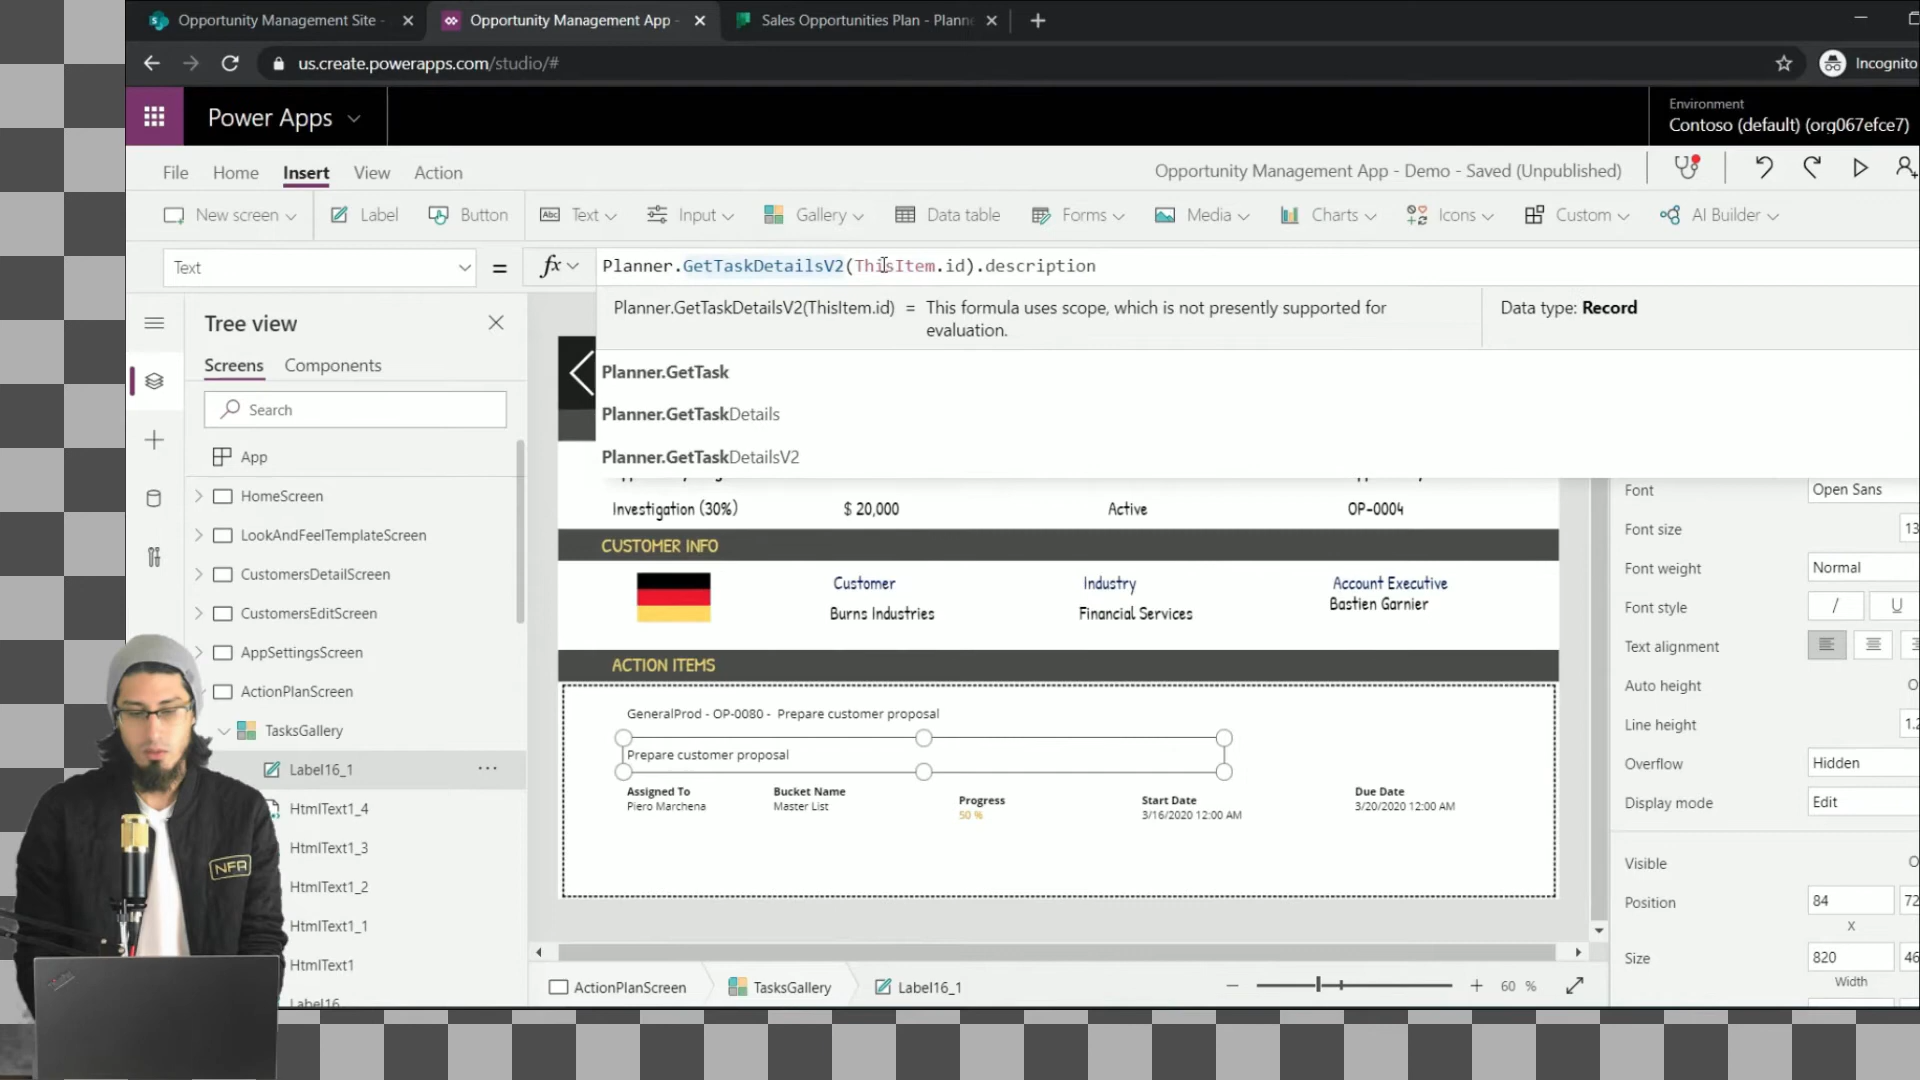 Opportunity Management Site -
Opportunity Management App -
Sales Opportunities Plan - Plann
us.create.powerapps.com/studio/#
Incognito
Power Apps
Environment
Contoso (default) (org067efce7)
File Home Insert View Action
Opportunity Management App - Demo - Saved (Unpublished)
New screen Label Button Text Input Gallery Data table Forms Media Charts Icons Custom AI Builder
Text = fx Planner.GetTaskDetailsV2(ThisItem.id).description
Planner.GetTaskDetailsV2(ThisItem.id) = This formula uses scope, which is not presently supported for evaluation.
Data type: Record
Planner.GetTask
Planner.GetTaskDetails
Planner.GetTaskDetailsV2
Tree view
Screens Components
Search
App
HomeScreen
LookAndFeelTemplateScreen
CustomersDetailScreen
CustomersEditScreen
AppSettingsScreen
ActionPlanScreen
TasksGallery
Label16_1
HtmlText1_4
HtmlText1_3
HtmlText1_2
HtmlText1_1
HtmlText1
Label16
NFA
Investigation (30%) $ 20,000 Active OP-0004
CUSTOMER INFO
Customer Industry Account Executive
Burns Industries Financial Services Bastien Garnier
ACTION ITEMS
GeneralProd - OP-0080 - Prepare customer proposal
Prepare customer proposal
Assigned To Bucket Name Progress Start Date Due Date
Piero Marchena Master List 50 % 3/16/2020 12:00 AM 3/20/2020 12:00 AM
ActionPlanScreen TasksGallery Label16_1
60 %
Font Open Sans
Font size 13
Font weight Normal
Font style / U
Text alignment
Auto height
Line height 1.2
Overflow Hidden
Display mode Edit
Visible
Position 84 72
X
Size 820 46
Width